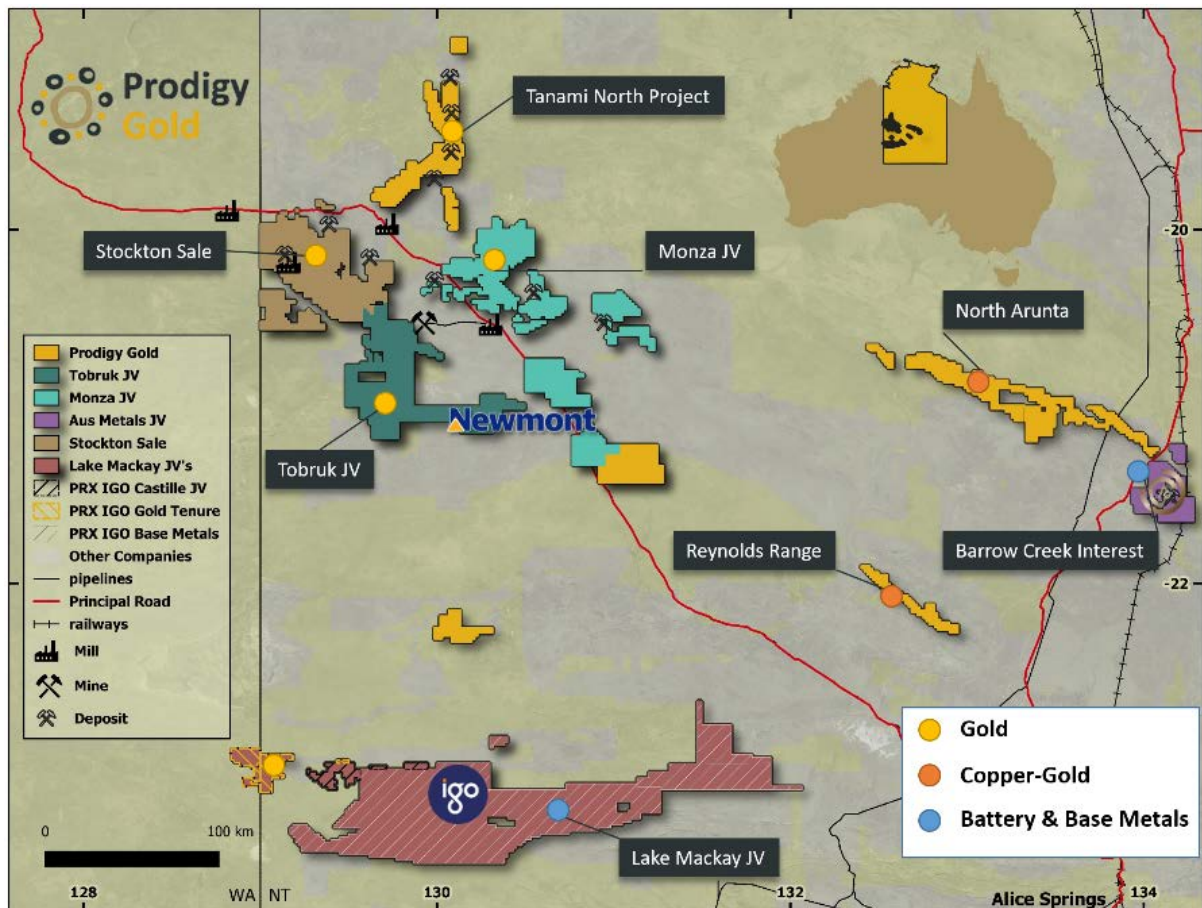 Prodigy
Gold
Tanami North Project
Stockton Sale
Monza JV
North Arunta
-20
Prodigy Gold
Tobruk JV
Monza JV
Aus Metals JV
Stockton Sale
Lake Mackay JV's
PRX IGO Castille JV
PRX IGO Gold Tenure
PRX IGO Base Metals
Other Companies
pipelines
Principal Road
railways
Mill
Mine
Deposit
Newmont
Tobruk JV
Reynolds Range
Barrow Creek Interest
-22
igo
Lake Mackay JV
Gold
Copper-Gold
Battery & Base Metals
0 100 km
128 WA NT 130 132 134
Alice Springs